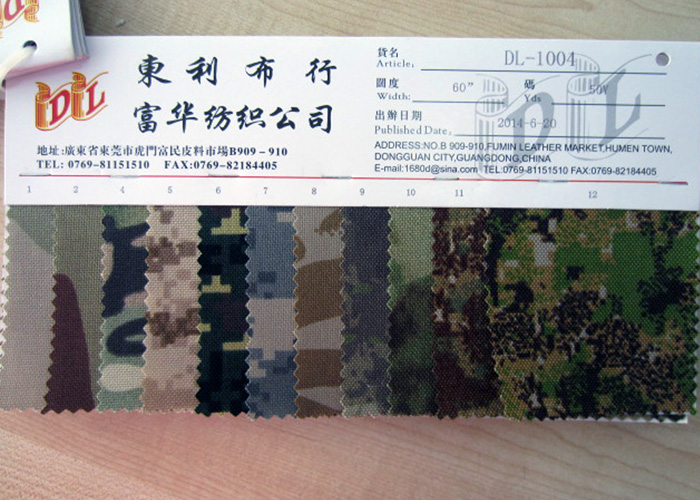 DL
東利布行
富华纺织公司
地址:廣東省東莞市虎門富民皮料市場B909-910
TEL: 0769-81151510 FAX:0769-82184405
貨名
Article: DL-1004
闊度 60" 碼 50Y
Width: Yds
出辦日期
Published Date: 2014-6-20
ADDRESS:NO.B 909-910,FUMIN LEATHER MARKET,HUMEN TOWN,
DONGGUAN CITY,GUANGDONG,CHINA
E-mail:1680d@sina.com TEL:0769-81151510 FAX:0769-82184405
1 2 4 5 6 7 8 9 10 11 12
DL